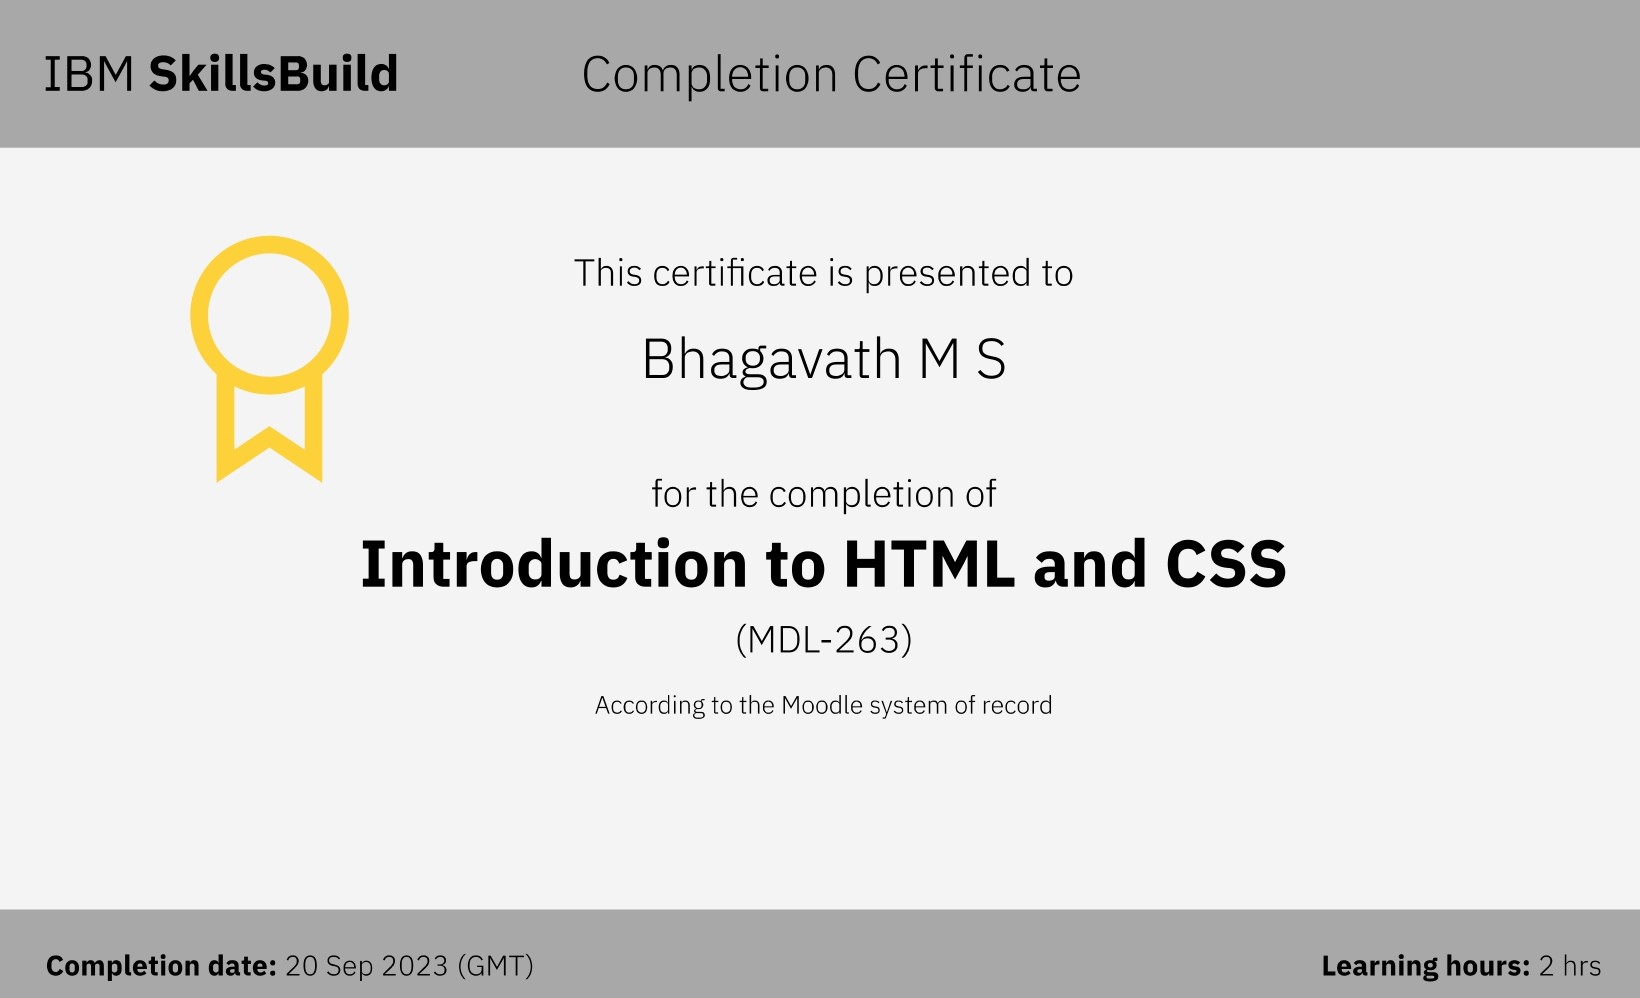 IBM SkillsBuild
Completion Certificate
This certificate is presented to
Bhagavath M S
for the completion of
Introduction to HTML and CSS
(MDL-263)
According to the Moodle system of record
Completion date: 20 Sep 2023 (GMT)
Learning hours: 2 hrs